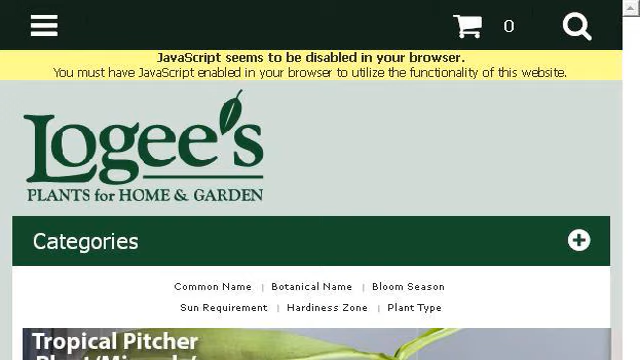 0
JavaScript seems to be disabled in your browser.
You must have JavaScript enabled in your browser to utilize the functionality of this website.
Logee's
PLANTS for HOME & GARDEN
Categories
Common Name | Botanical Name | Bloom Season
Sun Requirement | Hardiness Zone | Plant Type
Tropical Pitcher